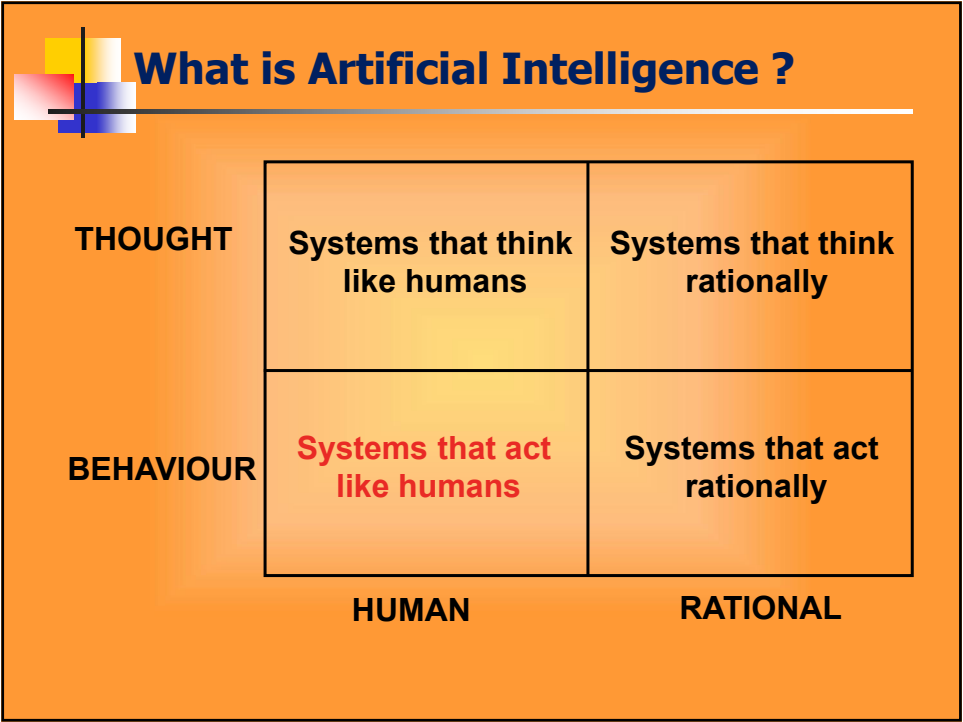 What is Artificial Intelligence ?
THOUGHT
Systems that think
like humans
Systems that think
rationally
BEHAVIOUR
Systems that act
like humans
Systems that act
rationally
HUMAN
RATIONAL